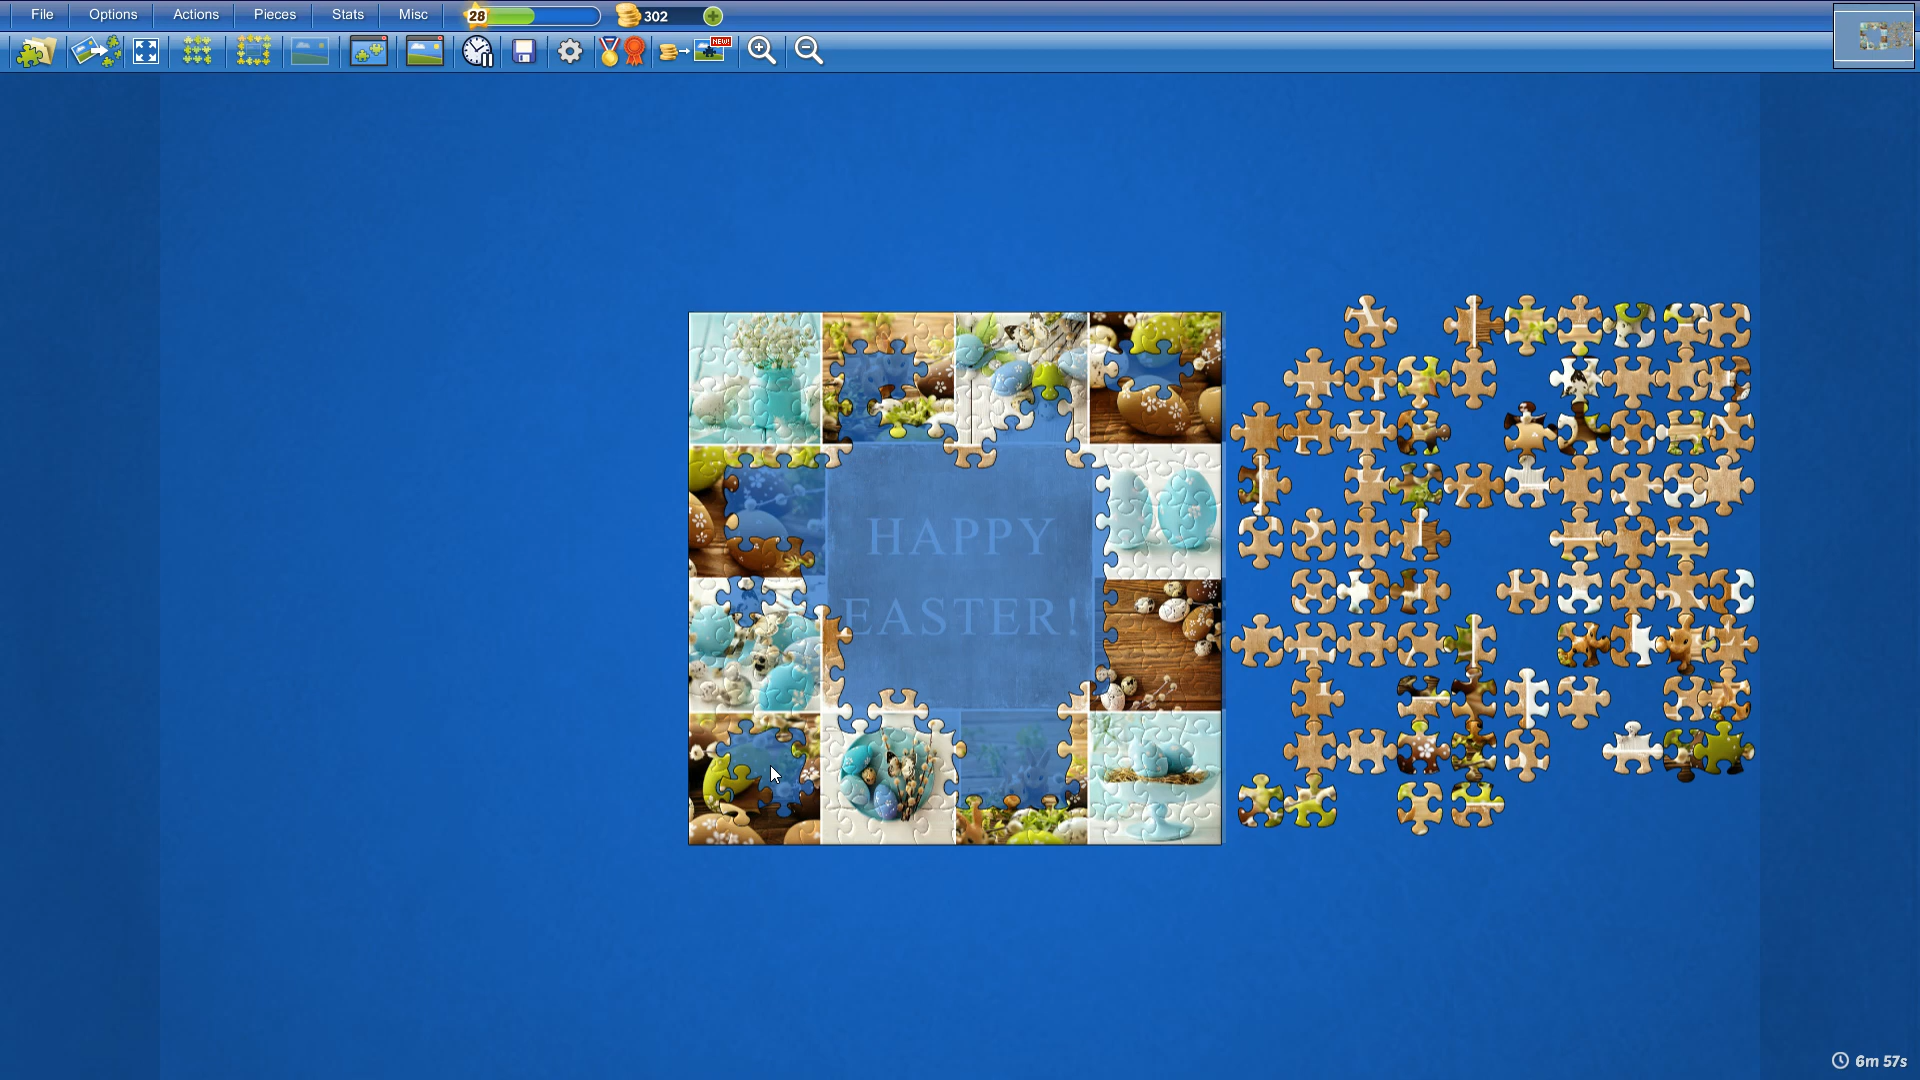 File Options Actions Pieces Stats Misc 28 302
NEW!
HAPPY
EASTER!
6m 57s